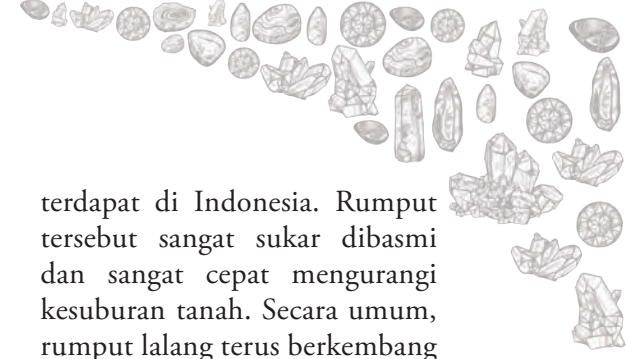 terdapat di Indonesia. Rumput
tersebut sangat sukar dibasmi
dan sangat cepat mengurangi
kesuburan tanah. Secara umum,
rumput lalang terus berkembang